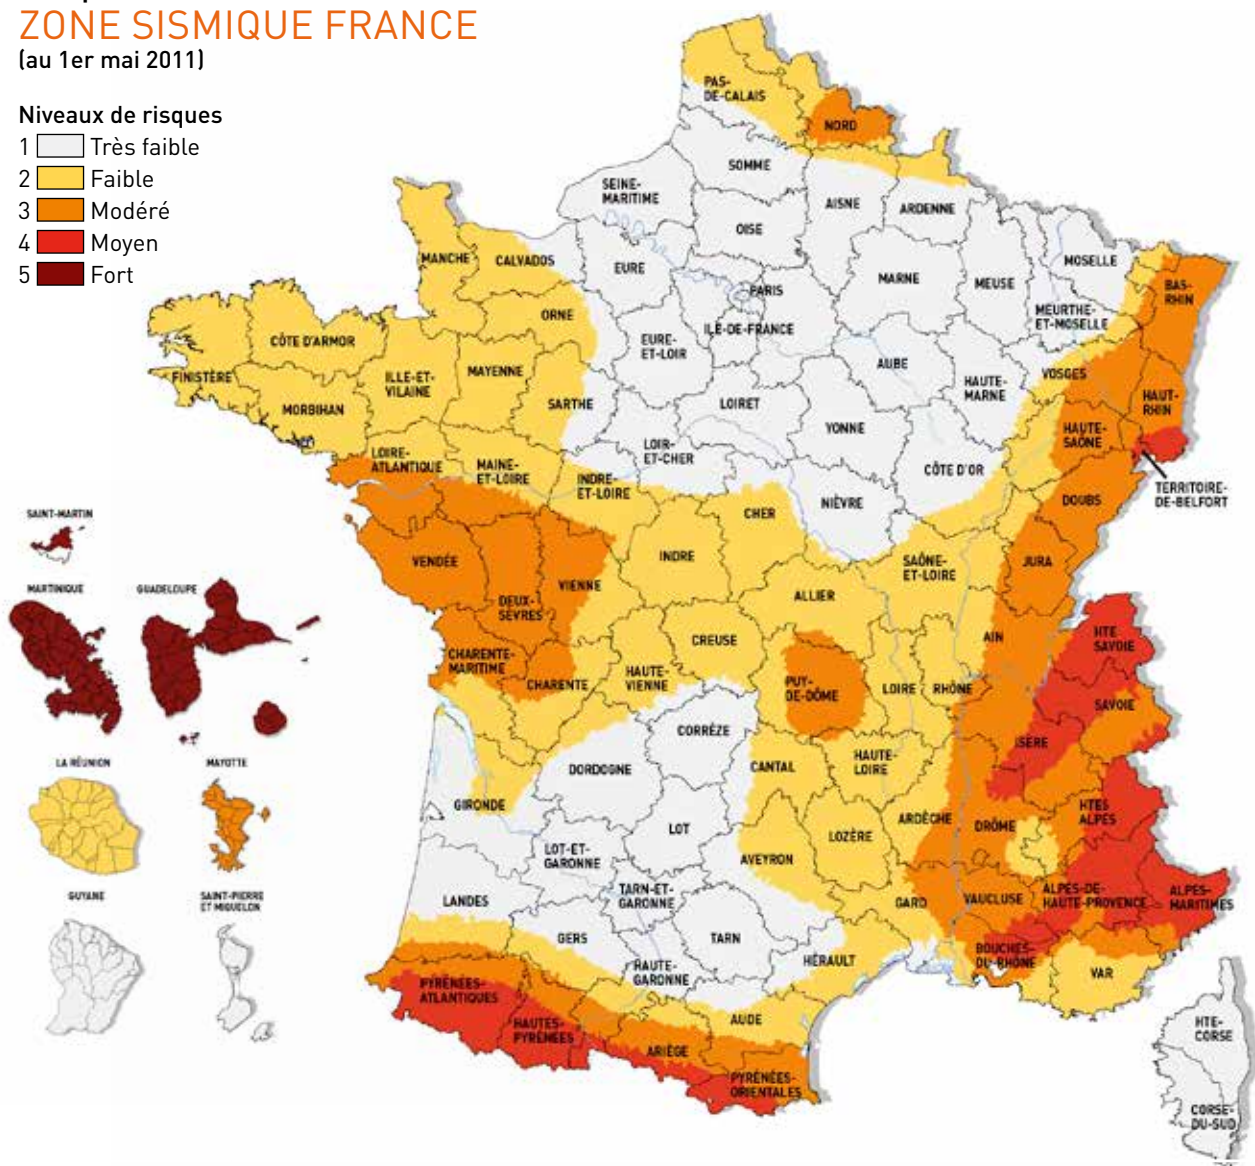 ZONE SISMIQUE FRANCE
(au 1er mai 2011)
Niveaux de risques
1 Très faible
2 Faible
3 Modéré
4 Moyen
5 Fort
PAS-
DE-CALAIS
NORD
SOMME
SEINE-
MARITIME
AISNE
ARDENNE
OISE
MANCHE
CALVADOS
EURE
PARIS
MARNE
MEUSE
MOSELLE
BAS-
RHIN
MEURTHE-
ET-MOSELLE
ORNE
ILE-DE-FRANCE
CÔTE D'ARMOR
EURE-
ET-LOIR
AUBE
FINISTÈRE
ILLE-ET-
VILAINE
MAYENNE
VOSGES
HAUTE-
MARNE
HAUT-
RHIN
MORBIHAN
SARTHE
LOIRET
YONNE
HAUTE-
SAÔNE
LOIR-
ET-CHER
LOIRE-
ATLANTIQUE
MAINE-
ET-LOIRE
INDRE-
ET-LOIRE
CÔTE D'OR
TERRITOIRE-
DE-BELFORT
NIÈVRE
DOUBS
CHER
SAINT-MARTIN
VENDÉE
INDRE
SAÔNE-
ET-LOIRE
JURA
MARTINIQUE
GUADELOUPE
DEUX-
SÈVRES
VIENNE
ALLIER
CREUSE
AIN
HTE-
SAVOIE
CHARENTE-
MARITIME
CHARENTE
HAUTE-
VIENNE
PUY-
DE-DÔME
LOIRE
RHÔNE
SAVOIE
CORRÈZE
ISÈRE
LA RÉUNION
MAYOTTE
DORDOGNE
CANTAL
HAUTE-
LOIRE
GIRONDE
ARDÈCHE
DRÔME
HTES
ALPES
LOT
LOZÈRE
LOT-ET-
GARONNE
AVEYRON
GUYANE
SAINT-PIERRE
ET MIQUELON
LANDES
TARN-ET-
GARONNE
GARD
VAUCLUSE
ALPES-DE-
HAUTE-PROVENCE
ALPES-
MARITIMES
GERS
TARN
HÉRAULT
BOUCHES-
DU-RHÔNE
HAUTE-
GARONNE
VAR
PYRÉNÉES-
ATLANTIQUES
HAUTES-
PYRÉNÉES
AUDE
ARIÈGE
PYRÉNÉES-
ORIENTALES
HTE-
CORSE
CORSE-
DU-SUD